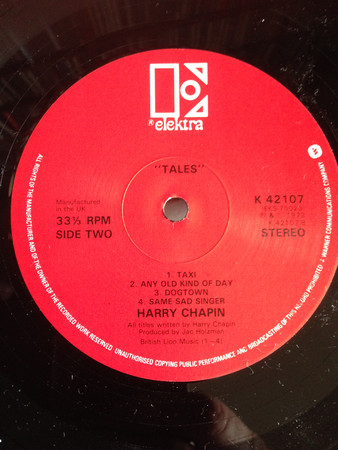 elektra
"TALES"
Manufactured
in the UK
33⅓ RPM
SIDE TWO
K 42107
STEREO
1. TAXI
2. ANY OLD KIND OF DAY
3. DOGTOWN
4. SAME SAD SINGER
HARRY CHAPIN
All titles written by Harry Chapin
Produced by Jac Holzman
British Lion Music (1-4)
ALL RIGHTS OF THE MANUFACTURER AND OF THE OWNER OF THE RECORDED WORK RESERVED UNAUTHORISED COPYING PUBLIC PERFORMANCE AND BROADCASTING OF THIS RECORD PROHIBITED
A WARNER COMMUNICATIONS COMPANY